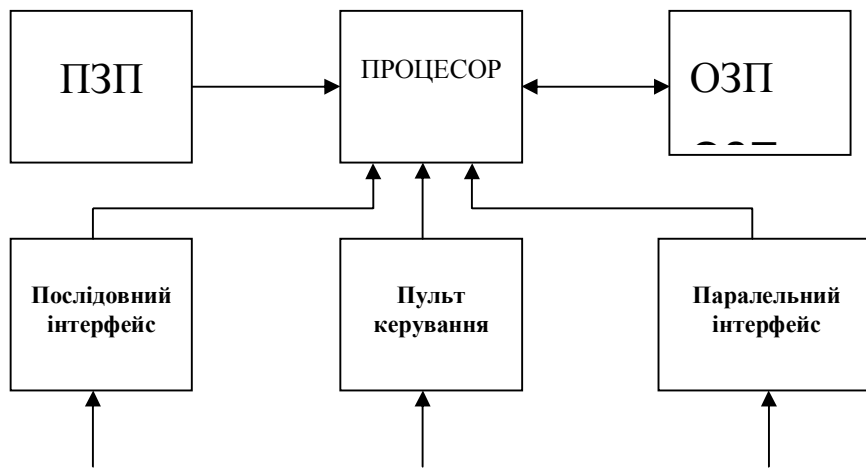 ПЗП
ПРОЦЕСОР
ОЗП
Послідовний
інтерфейс
Пульт
керування
Паралельний
інтерфейс